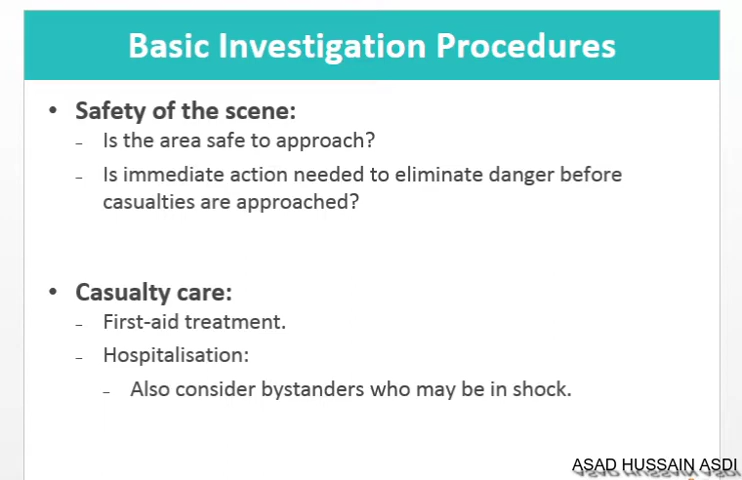 Basic Investigation Procedures
• Safety of the scene:
- Is the area safe to approach?
- Is immediate action needed to eliminate danger before
casualties are approached?
• Casualty care:
- First-aid treatment.
- Hospitalisation:
- Also consider bystanders who may be in shock.
ASAD HUSSAIN ASDI